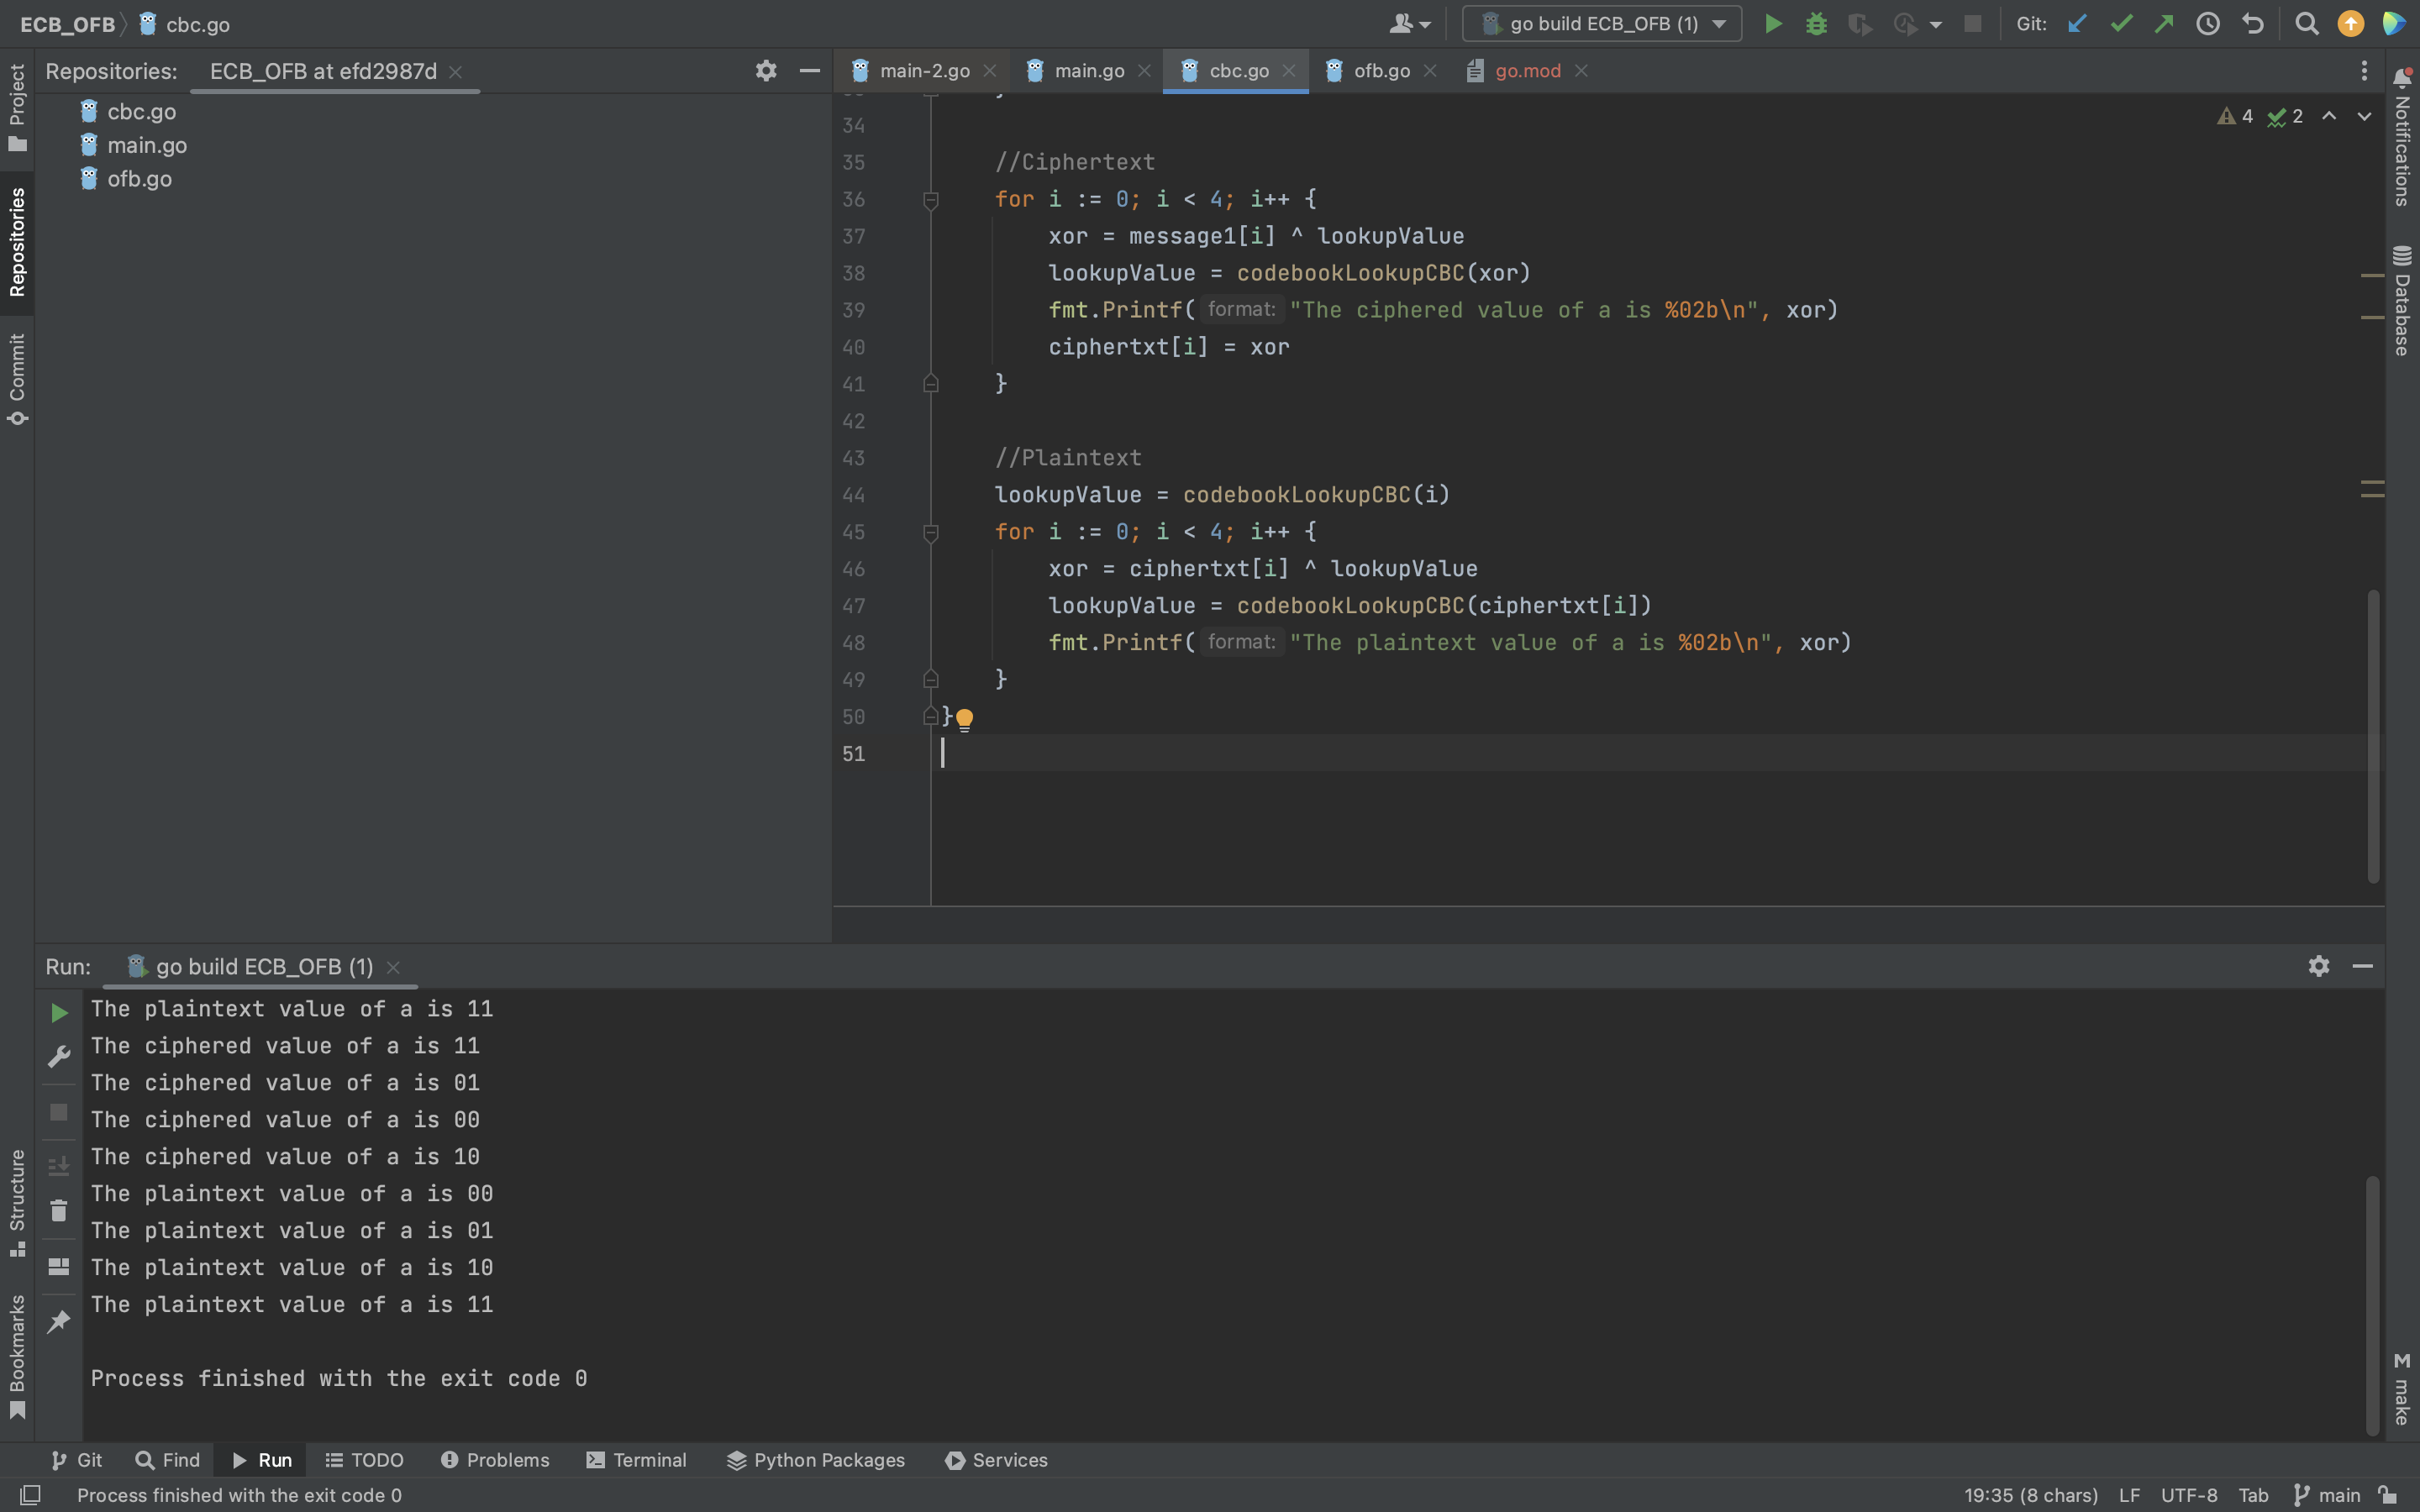 ECB_OFB cbc.go go build ECB_OFB (1) Git:
Project
Repositories
Commit
Structure
Bookmarks
Repositories: ECB_OFB at efd2987d
cbc.go
main.go
ofb.go
main-2.go main.go cbc.go ofb.go go.mod
4 2
34
35 //Ciphertext
36 for i := 0; i < 4; i++ {
37 xor = message1[i] ^ lookupValue
38 lookupValue = codebookLookupCBC(xor)
39 fmt.Printf( format: "The ciphered value of a is %02b\n", xor)
40 ciphertxt[i] = xor
41 }
42
43 //Plaintext
44 lookupValue = codebookLookupCBC(i)
45 for i := 0; i < 4; i++ {
46 xor = ciphertxt[i] ^ lookupValue
47 lookupValue = codebookLookupCBC(ciphertxt[i])
48 fmt.Printf( format: "The plaintext value of a is %02b\n", xor)
49 }
50 }
51
Notifications
Database
make
Run: go build ECB_OFB (1)
The plaintext value of a is 11
The ciphered value of a is 11
The ciphered value of a is 01
The ciphered value of a is 00
The ciphered value of a is 10
The plaintext value of a is 00
The plaintext value of a is 01
The plaintext value of a is 10
The plaintext value of a is 11
Process finished with the exit code 0
Git Find Run TODO Problems Terminal Python Packages Services
Process finished with the exit code 0 19:35 (8 chars) LF UTF-8 Tab main